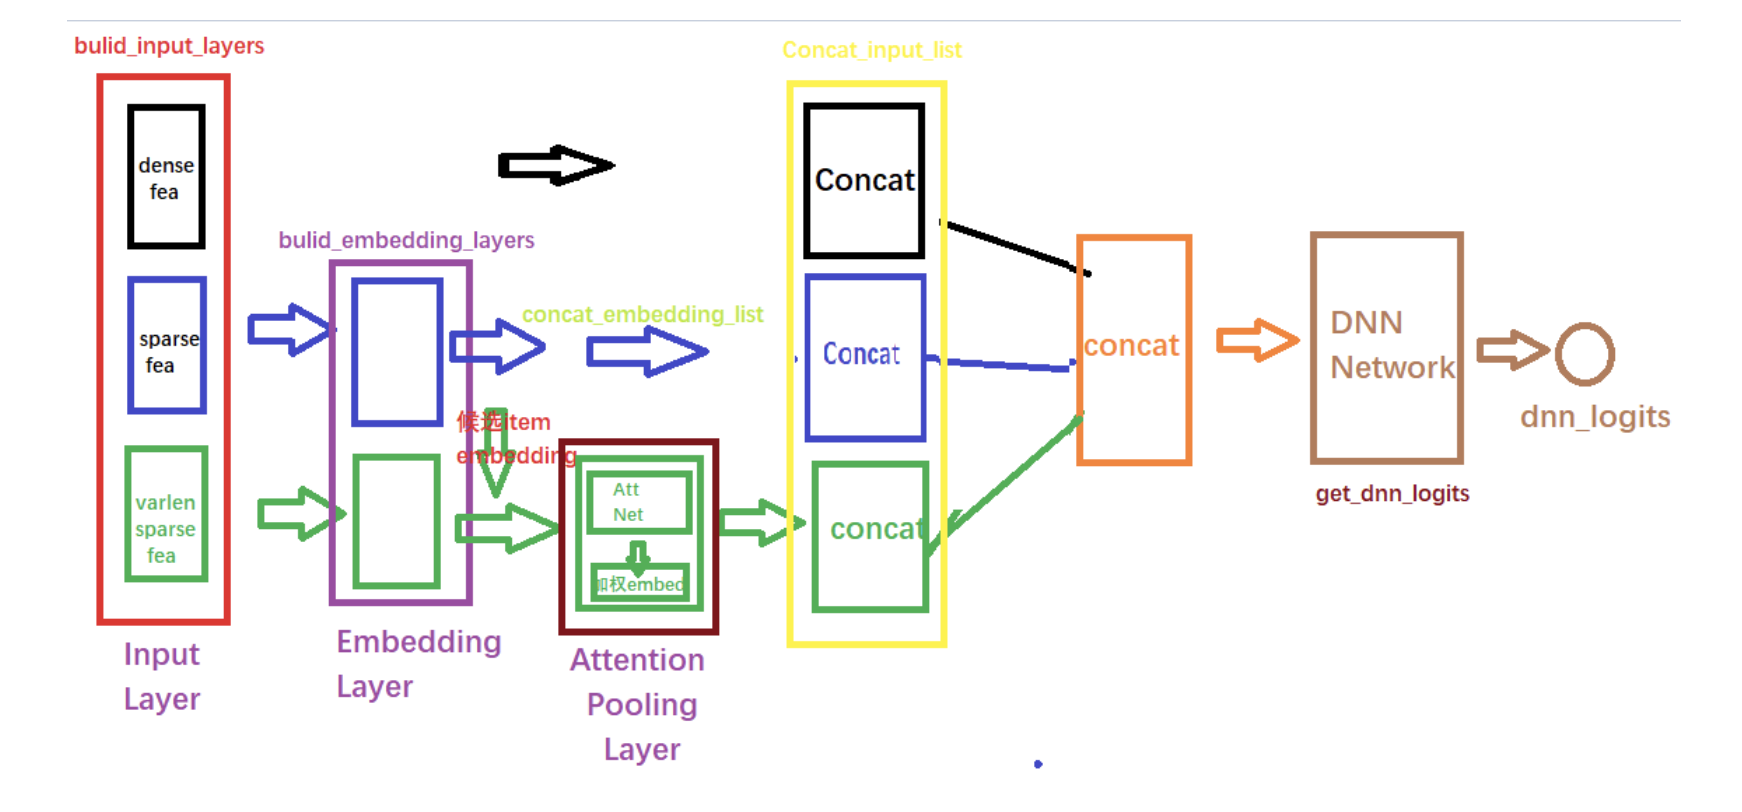 bulid_input_layers
dense
fea
sparse
fea
varlen
sparse
fea
Input
Layer
bulid_embedding_layers
Embedding
Layer
concat_embedding_list
候选item
embedding
Att
Net
加权embed
Attention
Pooling
Layer
Concat_input_list
Concat
Concat
concat
concat
DNN
Network
get_dnn_logits
dnn_logits